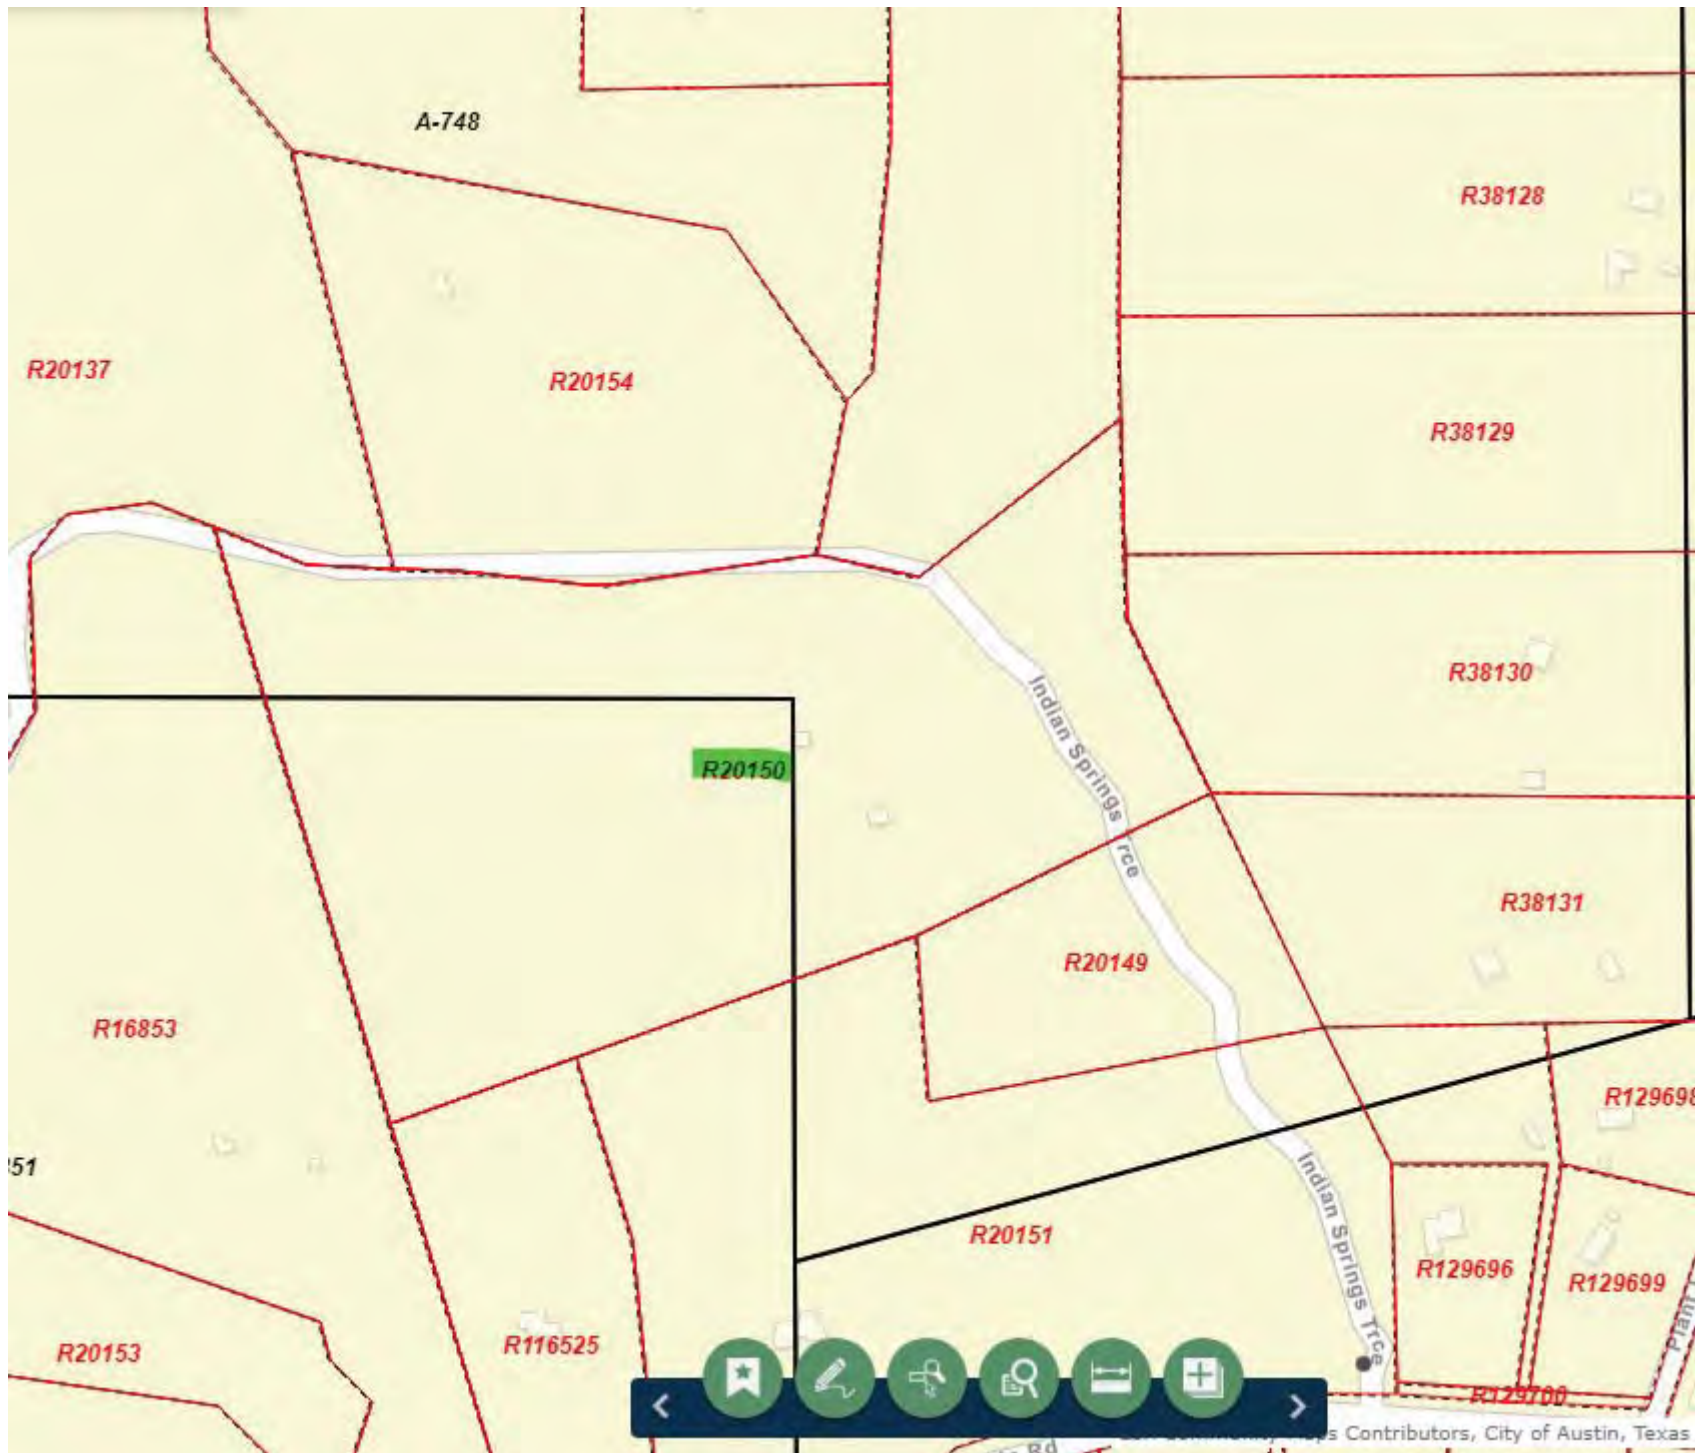 A-748
R38128
R20137
R20154
R38129
R38130
Indian Springs Trce
R20150
R38131
R20149
R16853
R129698
51
R20151
Indian Springs Trce
R129696
R129699
R116525
R20153
R129700
Rd
Contributors, City of Austin, Texas